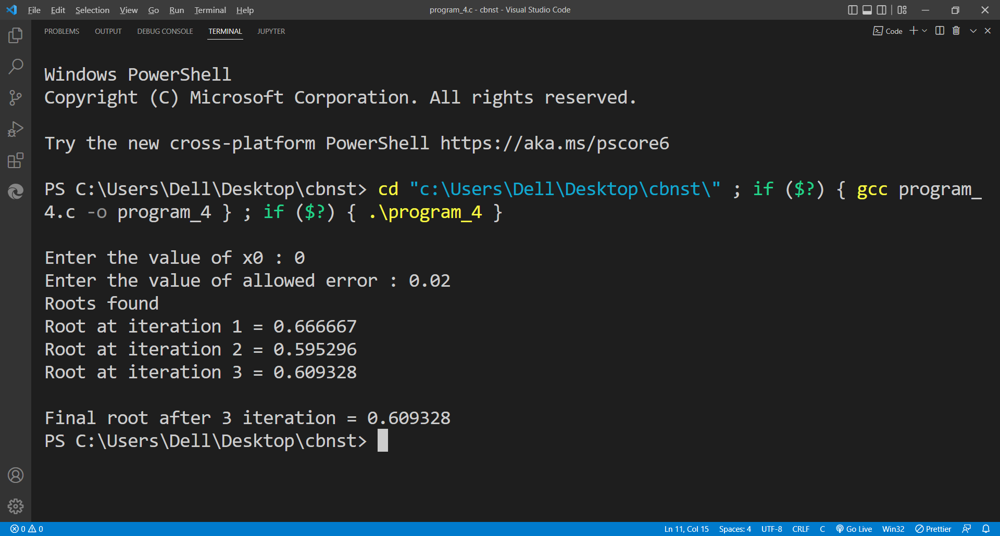 File Edit Selection View Go Run Terminal Help program_4.c - cbnst - Visual Studio Code
PROBLEMS OUTPUT DEBUG CONSOLE TERMINAL JUPYTER Code
Windows PowerShell
Copyright (C) Microsoft Corporation. All rights reserved.
Try the new cross-platform PowerShell https://aka.ms/pscore6
PS C:\Users\Dell\Desktop\cbnst> cd "c:\Users\Dell\Desktop\cbnst\" ; if ($?) { gcc program_
4.c -o program_4 } ; if ($?) { .\program_4 }
Enter the value of x0 : 0
Enter the value of allowed error : 0.02
Roots found
Root at iteration 1 = 0.666667
Root at iteration 2 = 0.595296
Root at iteration 3 = 0.609328
Final root after 3 iteration = 0.609328
PS C:\Users\Dell\Desktop\cbnst>
0 0 Ln 11, Col 15 Spaces: 4 UTF-8 CRLF C Go Live Win32 Prettier